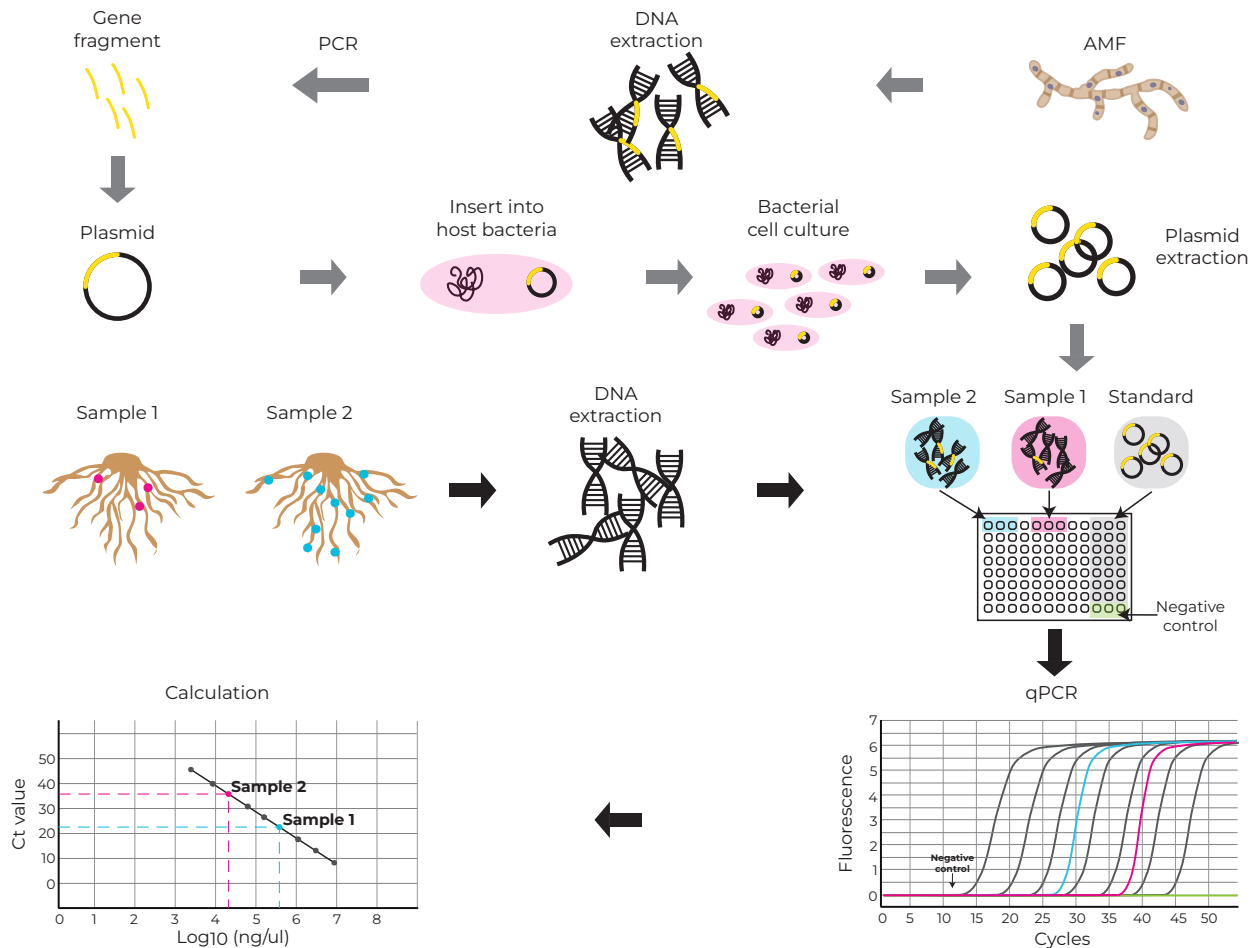 Gene
fragment
PCR
DNA
extraction
AMF
Plasmid
Insert into
host bacteria
Bacterial
cell culture
Plasmid
extraction
Sample 1
Sample 2
DNA
extraction
Sample 2
Sample 1
Standard
Negative
control
Calculation
Ct value
50
40
30
20
10
0
Sample 2
Sample 1
0 1 2 3 4 5 6 7 8
Log10 (ng/ul)
qPCR
Fluorescence
7
6
5
4
3
2
1
0
Negative
control
0 5 10 15 20 25 30 35 40 45 50
Cycles